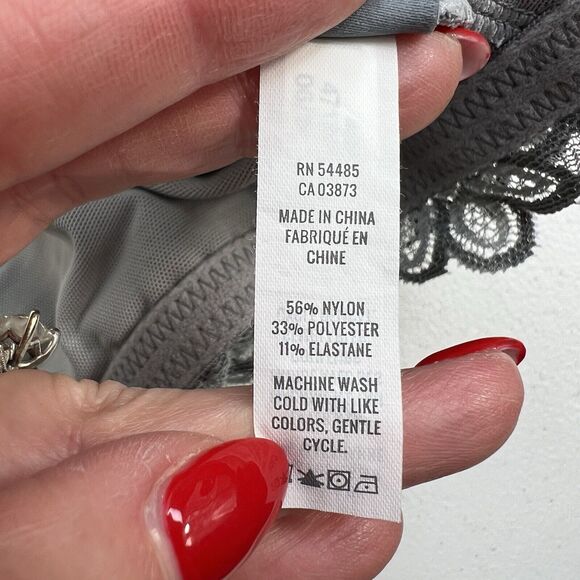 RN 54485
CA 03873
MADE IN CHINA
FABRIQUÉ EN
CHINE
56% NYLON
33% POLYESTER
11% ELASTANE
MACHINE WASH
COLD WITH LIKE
COLORS, GENTLE
CYCLE.